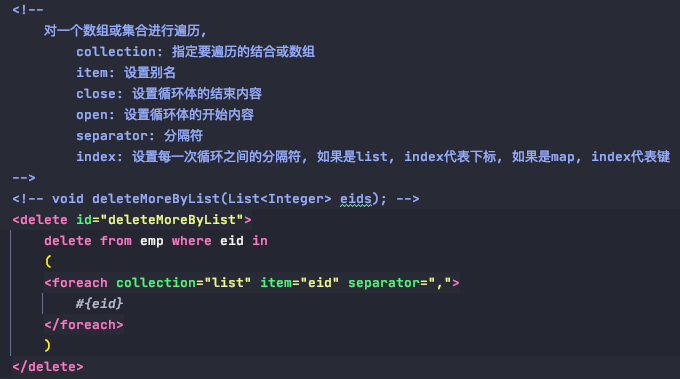 <!--
对一个数组或集合进行遍历,
collection: 指定要遍历的结合或数组
item: 设置别名
close: 设置循环体的结束内容
open: 设置循环体的开始内容
separator: 分隔符
index: 设置每一次循环之间的分隔符, 如果是list, index代表下标, 如果是map, index代表键
-->
<!-- void deleteMoreByList(List<Integer> eids); -->
<delete id="deleteMoreByList">
delete from emp where eid in
(
<foreach collection="list" item="eid" separator=",">
#{eid}
</foreach>
)
</delete>